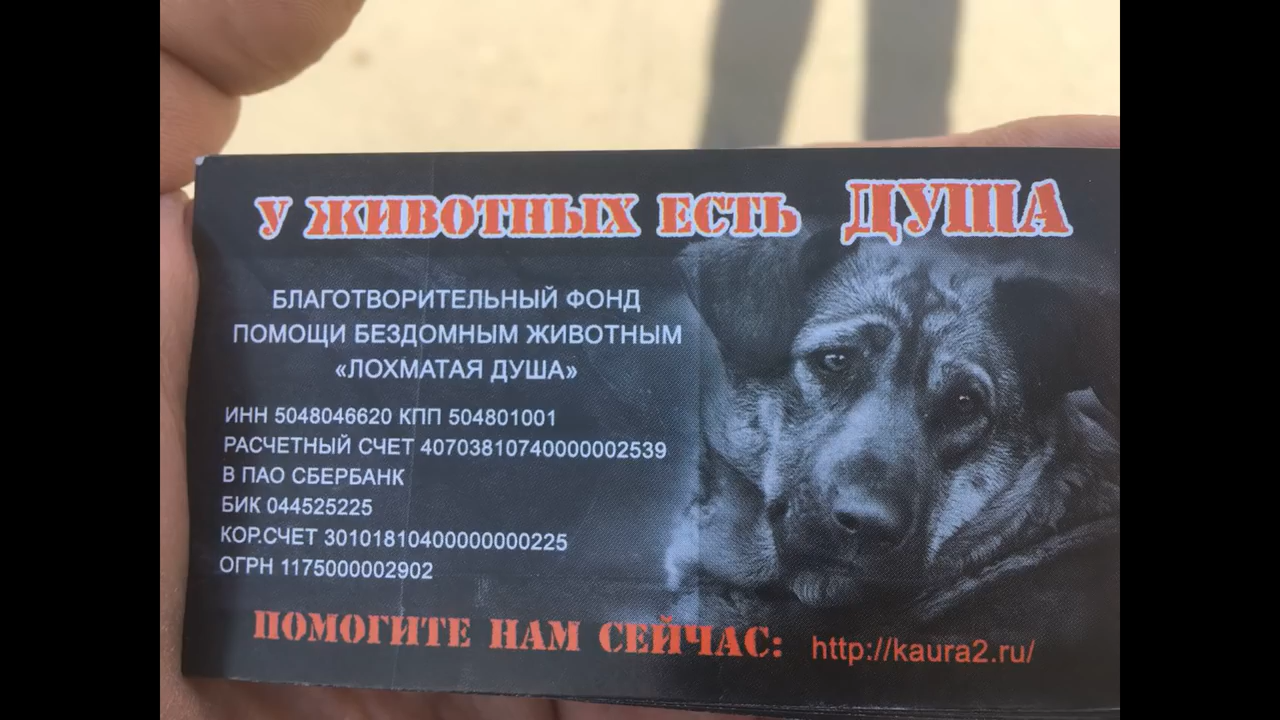 У ЖИВОТНЫХ ЕСТЬ ДУША
БЛАГОТВОРИТЕЛЬНЫЙ ФОНД
ПОМОЩИ БЕЗДОМНЫМ ЖИВОТНЫМ
«ЛОХМАТАЯ ДУША»
ИНН 5048046620 КПП 504801001
РАСЧЕТНЫЙ СЧЕТ 40703810740000002539
В ПАО СБЕРБАНК
БИК 044525225
КОР.СЧЕТ 30101810400000000225
ОГРН 1175000002902
ПОМОГИТЕ НАМ СЕЙЧАС: http://kaura2.ru/